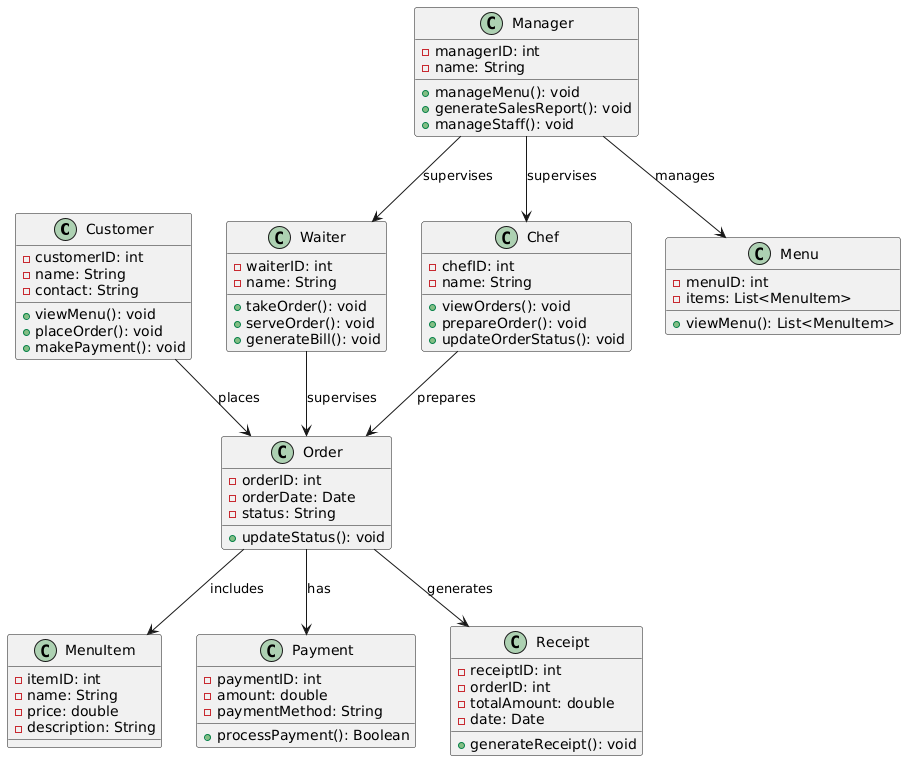 C Manager
managerID: int
name: String
manageMenu(): void
generateSalesReport(): void
manageStaff(): void
supervises
supervises
manages
C Customer
customerID: int
name: String
contact: String
viewMenu(): void
placeOrder(): void
makePayment(): void
C Waiter
waiterID: int
name: String
takeOrder(): void
serveOrder(): void
generateBill(): void
C Chef
chefID: int
name: String
viewOrders(): void
prepareOrder(): void
updateOrderStatus(): void
C Menu
menuID: int
items: List<MenuItem>
viewMenu(): List<MenuItem>
places
supervises
prepares
C Order
orderID: int
orderDate: Date
status: String
updateStatus(): void
includes
has
generates
C MenuItem
itemID: int
name: String
price: double
description: String
C Payment
paymentID: int
amount: double
paymentMethod: String
processPayment(): Boolean
C Receipt
receiptID: int
orderID: int
totalAmount: double
date: Date
generateReceipt(): void